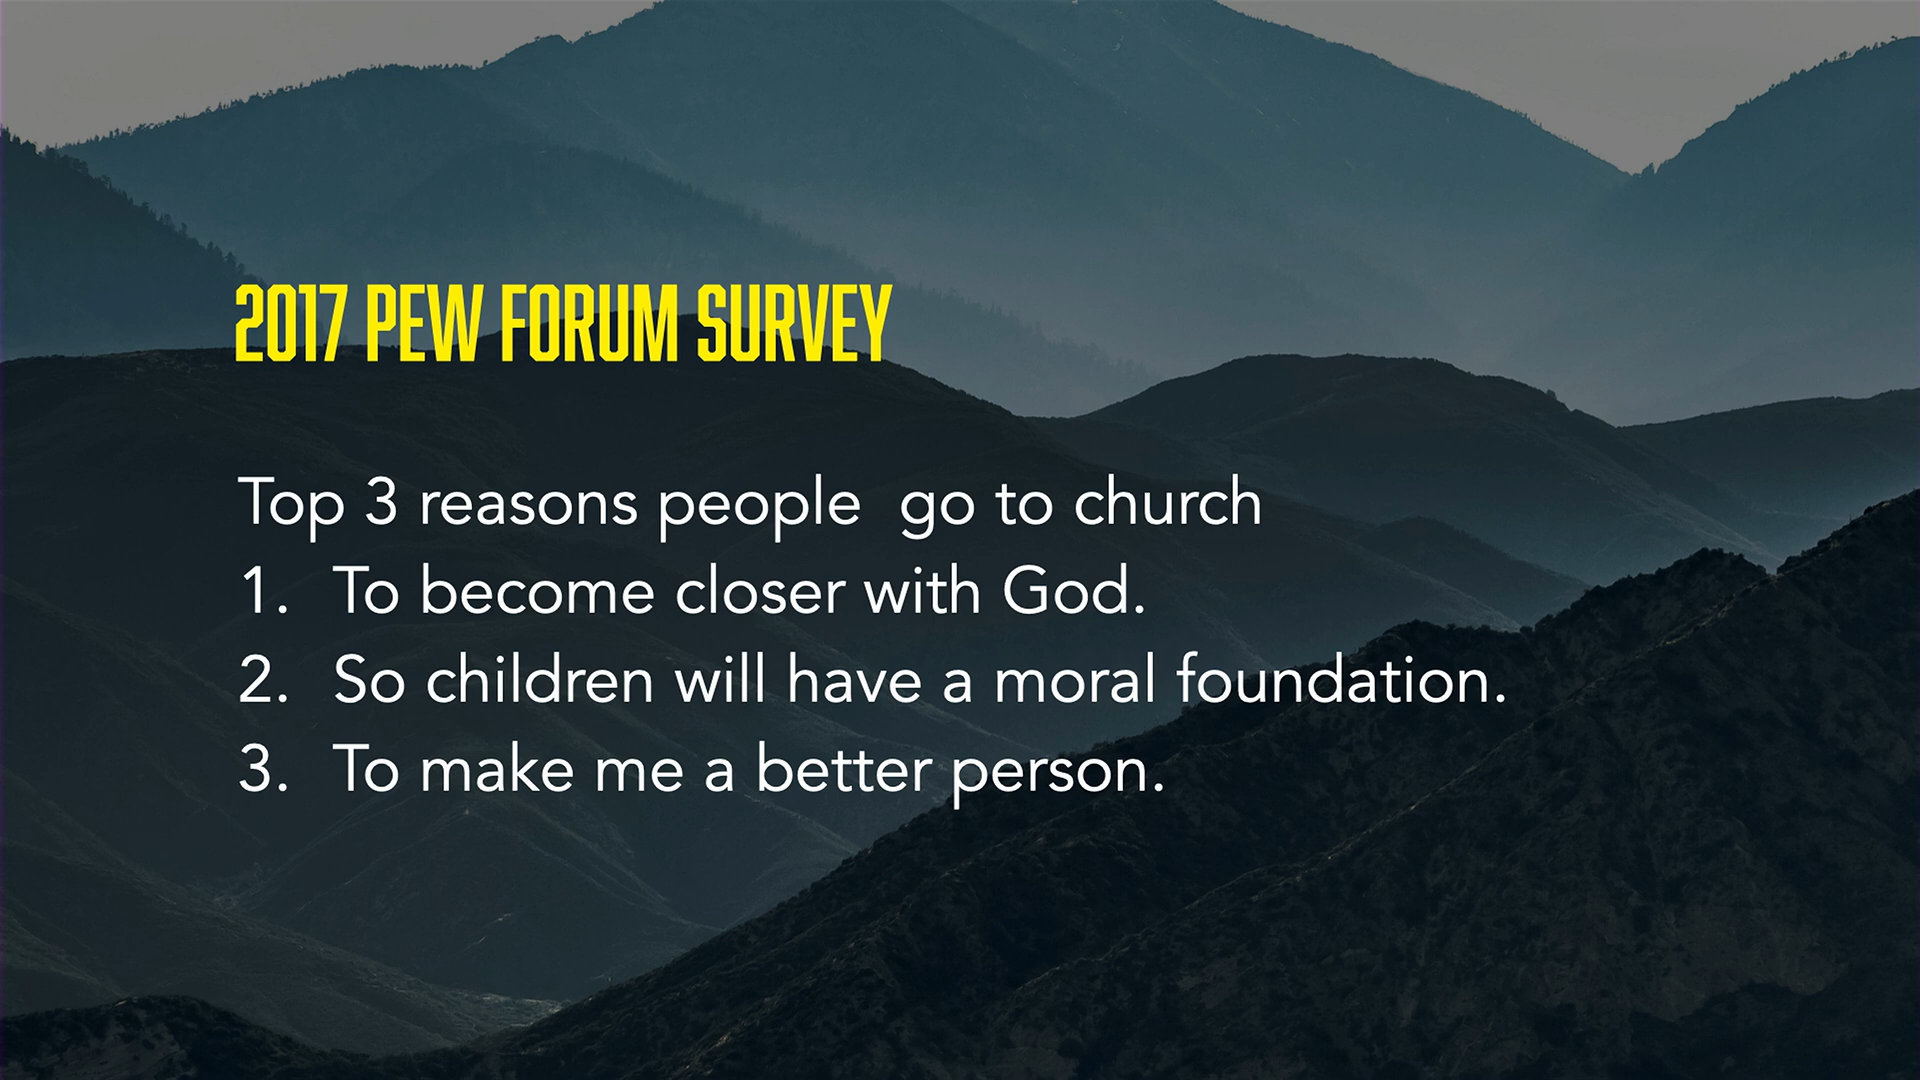 2017 PEW FORUM SURVEY
Top 3 reasons people  go to church
1. To become closer with God.
2. So children will have a moral foundation.
3. To make me a better person.